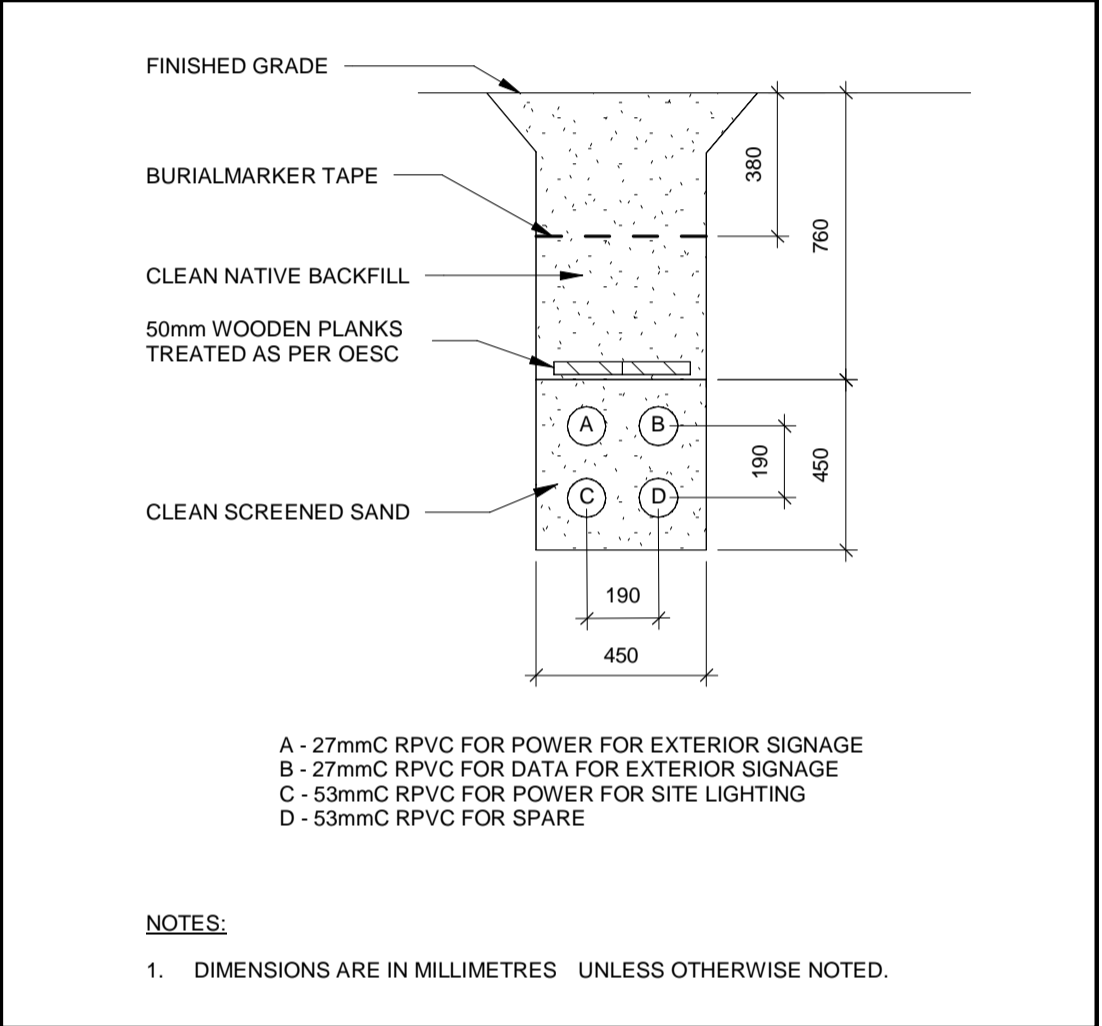 FINISHED GRADE
BURIALMARKER TAPE
CLEAN NATIVE BACKFILL
50mm WOODEN PLANKS
TREATED AS PER OESC
CLEAN SCREENED SAND
380
760
A
B
C
D
190
450
190
450
A - 27mmC RPVC FOR POWER FOR EXTERIOR SIGNAGE
B - 27mmC RPVC FOR DATA FOR EXTERIOR SIGNAGE
C - 53mmC RPVC FOR POWER FOR SITE LIGHTING
D - 53mmC RPVC FOR SPARE
NOTES:
1. DIMENSIONS ARE IN MILLIMETRES UNLESS OTHERWISE NOTED.